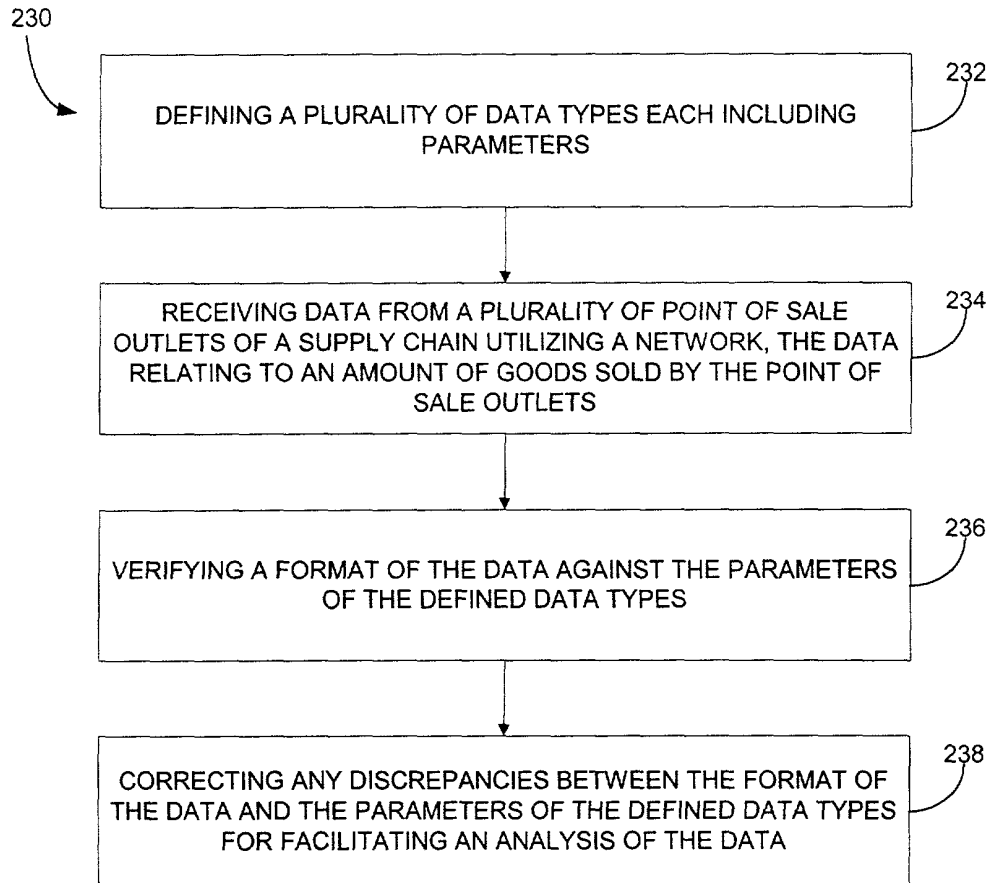 230
232
DEFINING A PLURALITY OF DATA TYPES EACH INCLUDING
PARAMETERS
234
RECEIVING DATA FROM A PLURALITY OF POINT OF SALE
OUTLETS OF A SUPPLY CHAIN UTILIZING A NETWORK, THE DATA
RELATING TO AN AMOUNT OF GOODS SOLD BY THE POINT OF
SALE OUTLETS
236
VERIFYING A FORMAT OF THE DATA AGAINST THE PARAMETERS
OF THE DEFINED DATA TYPES
238
CORRECTING ANY DISCREPANCIES BETWEEN THE FORMAT OF
THE DATA AND THE PARAMETERS OF THE DEFINED DATA TYPES
FOR FACILITATING AN ANALYSIS OF THE DATA